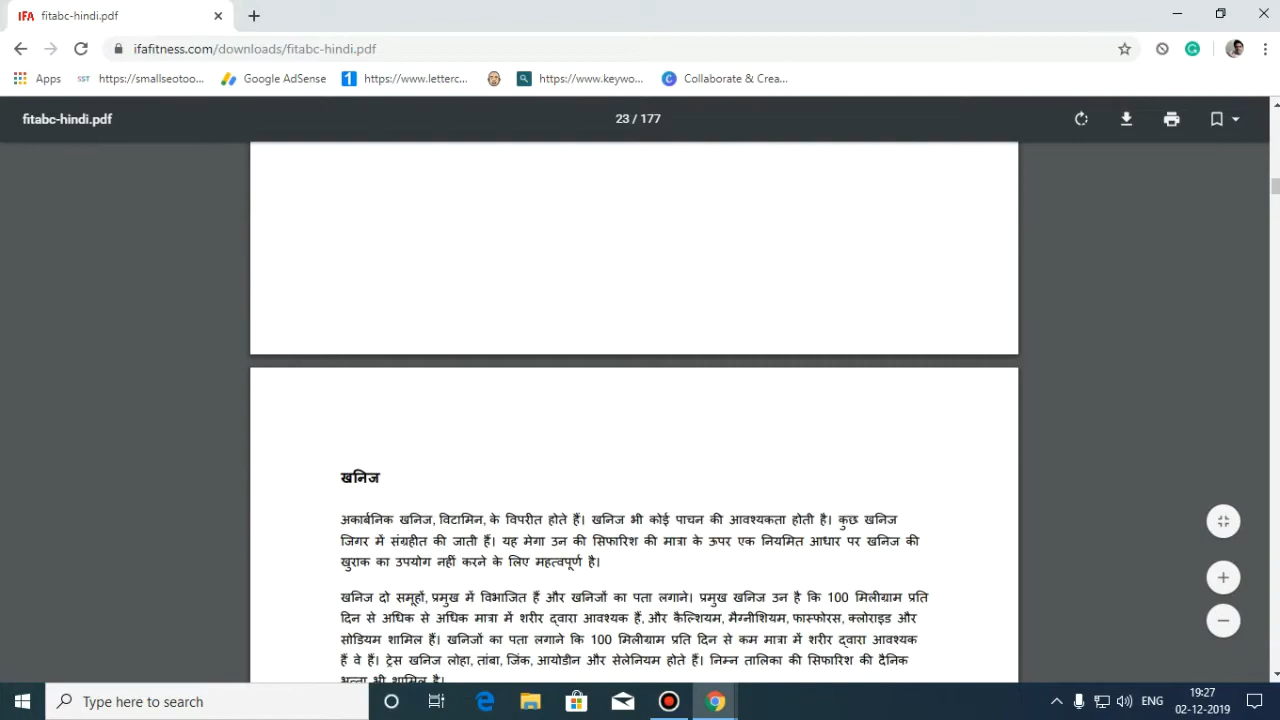 IFA fitabc-hindi.pdf
ifafitness.com/downloads/fitabc-hindi.pdf
Apps SST https://smallseotoo... Google AdSense 1 https://www.letterc... https://www.keywo... C Collaborate & Crea...
fitabc-hindi.pdf 23 / 177
खनिज
अकार्बनिक खनिज, विटामिन, के विपरीत होते हैं। खनिज भी कोई पाचन की आवश्यकता होती है। कुछ खनिज
जिगर में संग्रहीत की जाती हैं। यह मेगा उन की सिफारिश की मात्रा के ऊपर एक नियमित आधार पर खनिज की
खुराक का उपयोग नहीं करने के लिए महत्वपूर्ण है।
खनिज दो समूहों, प्रमुख में विभाजित हैं और खनिजों का पता लगाने। प्रमुख खनिज उन है कि 100 मिलीग्राम प्रति
दिन से अधिक से अधिक मात्रा में शरीर द्वारा आवश्यक हैं, और कैल्शियम, मैग्नीशियम, फास्फोरस, क्लोराइड और
सोडियम शामिल हैं। खनिजों का पता लगाने कि 100 मिलीग्राम प्रति दिन से कम मात्रा में शरीर द्वारा आवश्यक
हैं वे हैं। ट्रेस खनिज लोहा, तांबा, जिंक, आयोडीन और सेलेनियम होते हैं। निम्न तालिका की सिफारिश की दैनिक
भत्ता भी शामिल है।
Type here to search ENG 19:27
02-12-2019